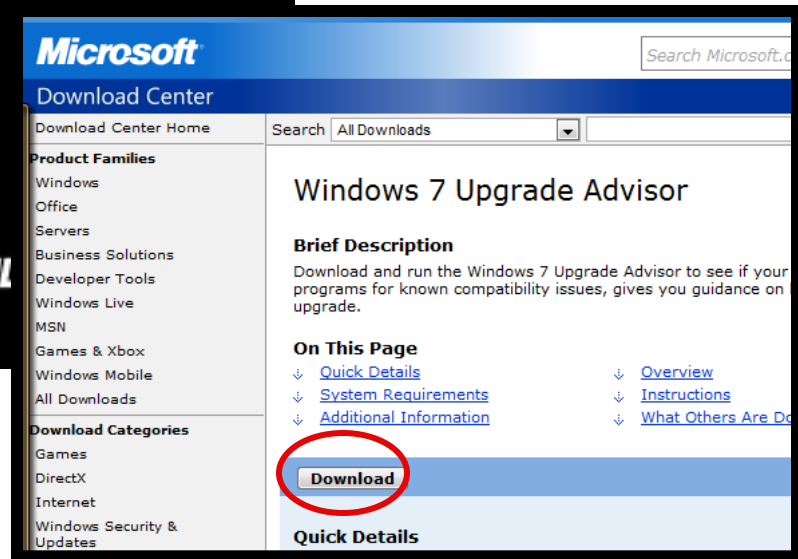 Microsoft
Search Microsoft.c
Download Center
Download Center Home
Search All Downloads
Product Families
Windows
Office
Servers
Business Solutions
Developer Tools
Windows Live
MSN
Games & Xbox
Windows Mobile
All Downloads
Download Categories
Games
DirectX
Internet
Windows Security &
Updates
Windows 7 Upgrade Advisor
Brief Description
Download and run the Windows 7 Upgrade Advisor to see if your
programs for known compatibility issues, gives you guidance on
upgrade.
On This Page
Quick Details
Overview
System Requirements
Instructions
Additional Information
What Others Are Do
Download
Quick Details